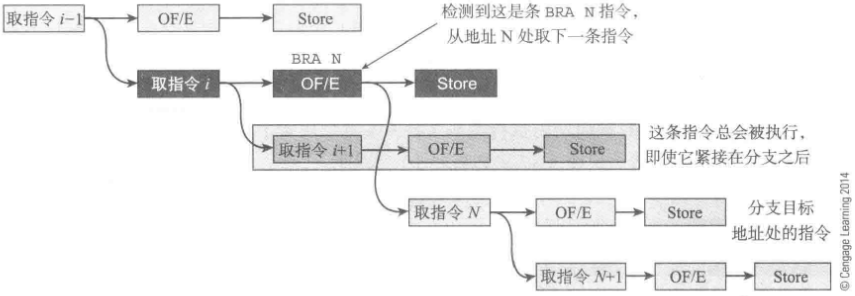 取指令 i−1 OF/E Store
检测到这是条 BRA N指令，
从地址 N 处取下一条指令
BRA N
取指令 i OF/E Store
取指令 i+1 OF/E Store
这条指令总会被执行，
即使它紧接在分支之后
取指令 N OF/E Store
分支目标
地址处的指令
取指令 N+1 OF/E Store
© Cengage Learning 2014